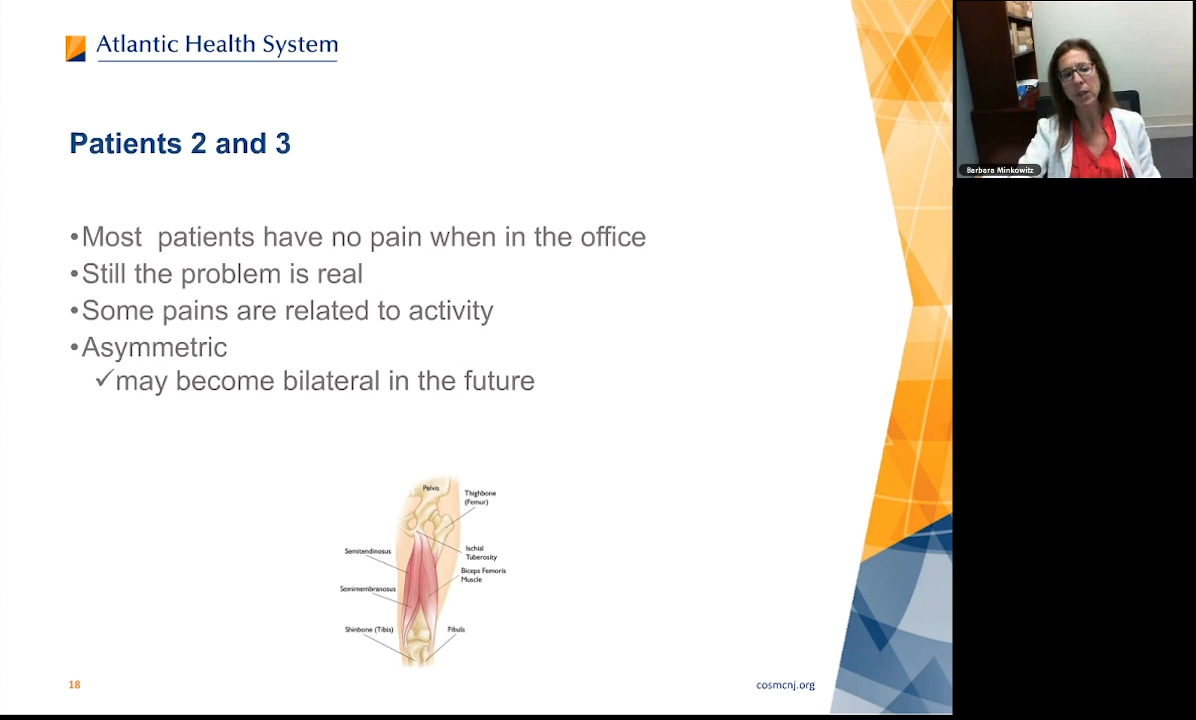 Atlantic Health System
Barbara Minkowitz
Patients 2 and 3
•Most patients have no pain when in the office
•Still the problem is real
•Some pains are related to activity
•Asymmetric
✓may become bilateral in the future
Pelvis
Thighbone
(Femur)
Semitendinosus
Ischial
Tuberosity
Biceps Femoris
Muscle
Semimembranosus
Shinbone (Tibis)
Fibuls
18
cosmcnj.org